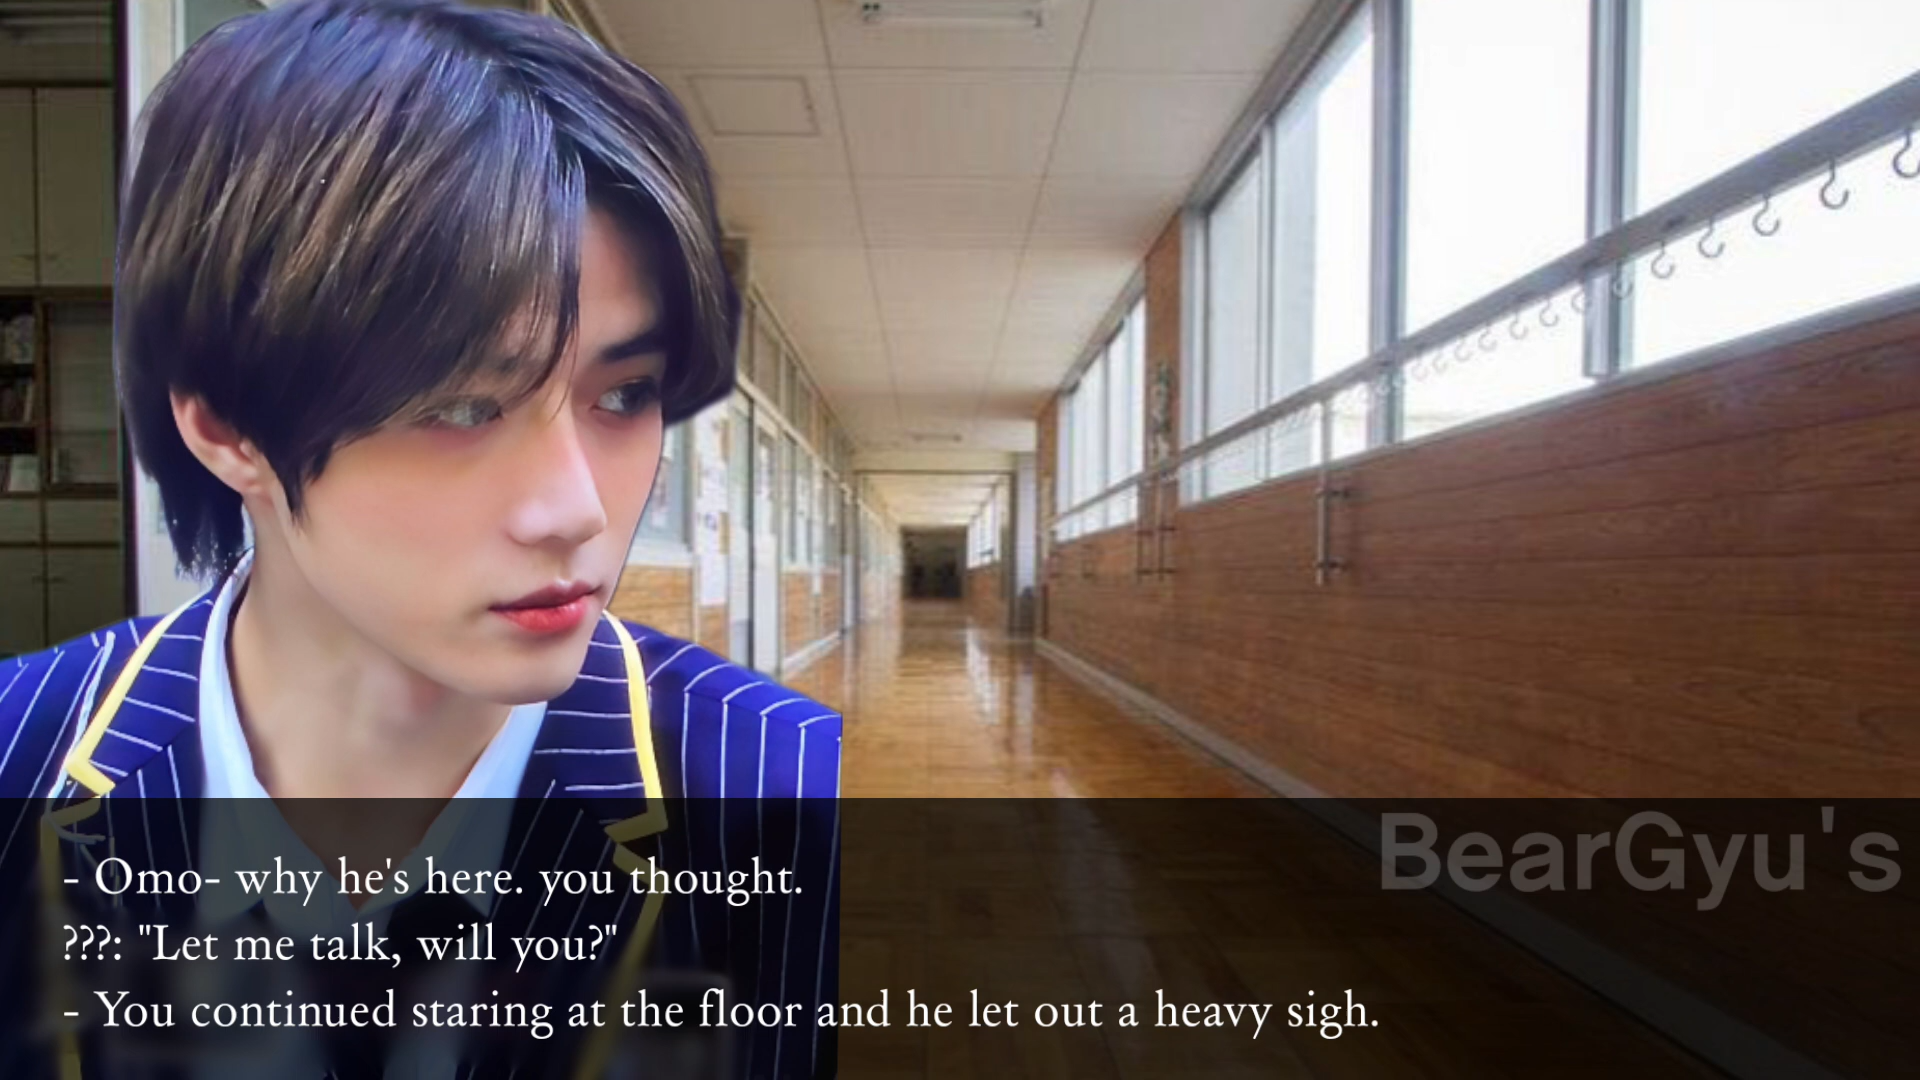 BearGyu's
- Omo- why he's here. you thought.
???: "Let me talk, will you?"
- You continued staring at the floor and he let out a heavy sigh.